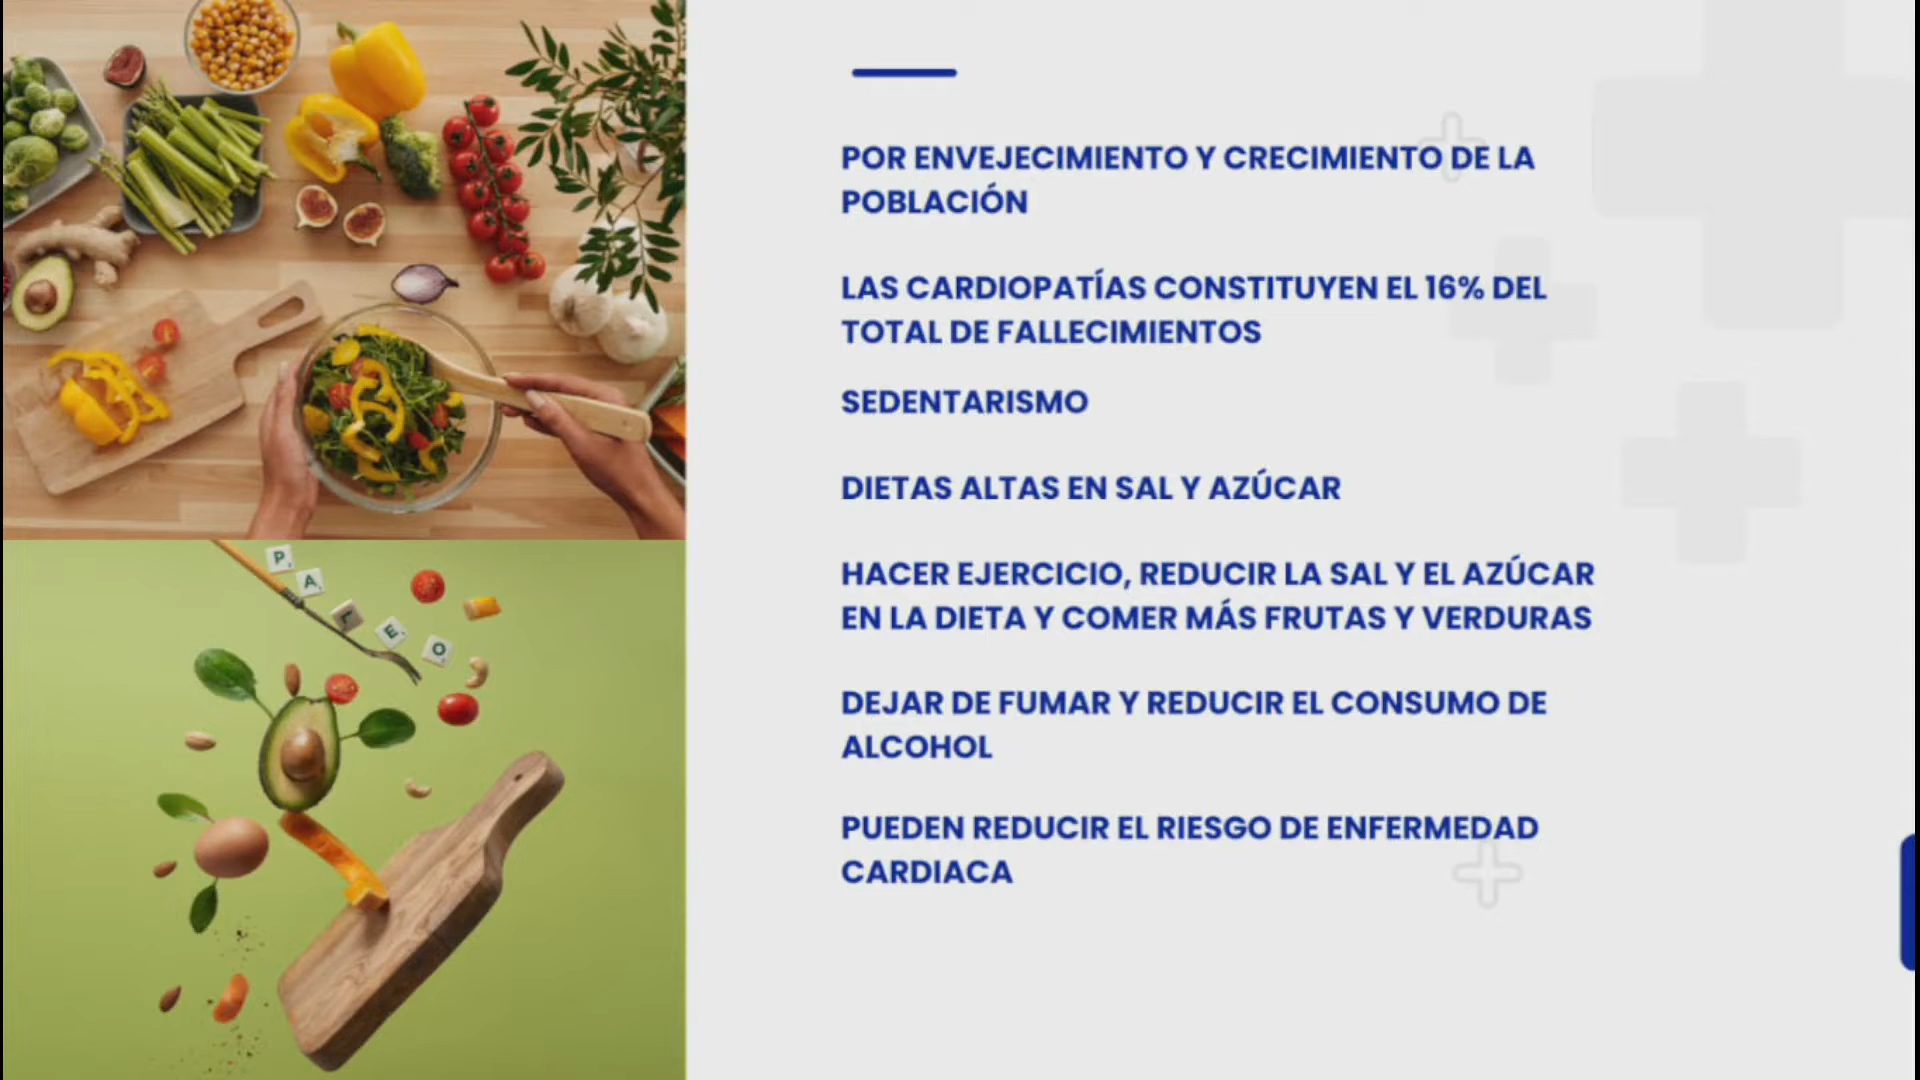 POR ENVEJECIMIENTO Y CRECIMIENTO DE LA
POBLACIÓN
LAS CARDIOPATÍAS CONSTITUYEN EL 16% DEL
TOTAL DE FALLECIMIENTOS
SEDENTARISMO
DIETAS ALTAS EN SAL Y AZÚCAR
HACER EJERCICIO, REDUCIR LA SAL Y EL AZÚCAR
EN LA DIETA Y COMER MÁS FRUTAS Y VERDURAS
DEJAR DE FUMAR Y REDUCIR EL CONSUMO DE
ALCOHOL
PUEDEN REDUCIR EL RIESGO DE ENFERMEDAD
CARDIACA
PALEO